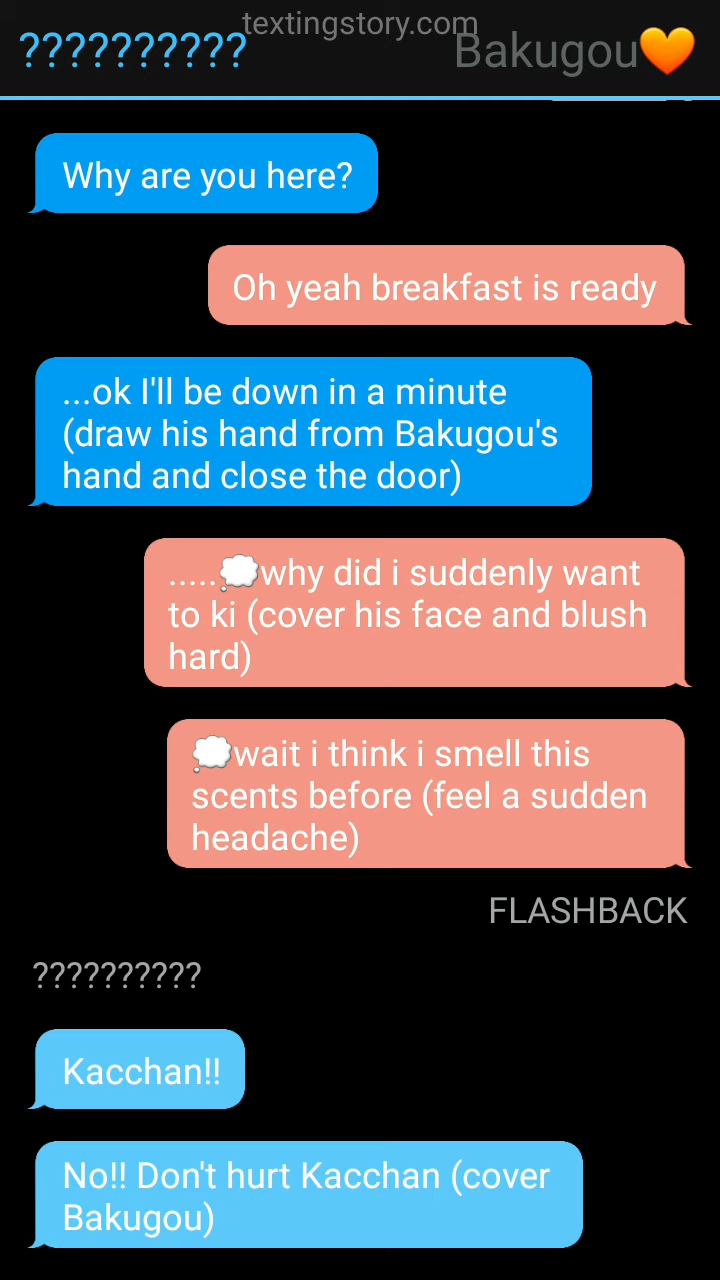 textingstory.com
?????????? Bakugou🧡
Why are you here?
Oh yeah breakfast is ready
...ok I'll be down in a minute
(draw his hand from Bakugou's
hand and close the door)
.....💭why did i suddenly want
to ki (cover his face and blush
hard)
💭wait i think i smell this
scents before (feel a sudden
headache)
FLASHBACK
??????????
Kacchan!!
No!! Don't hurt Kacchan (cover
Bakugou)